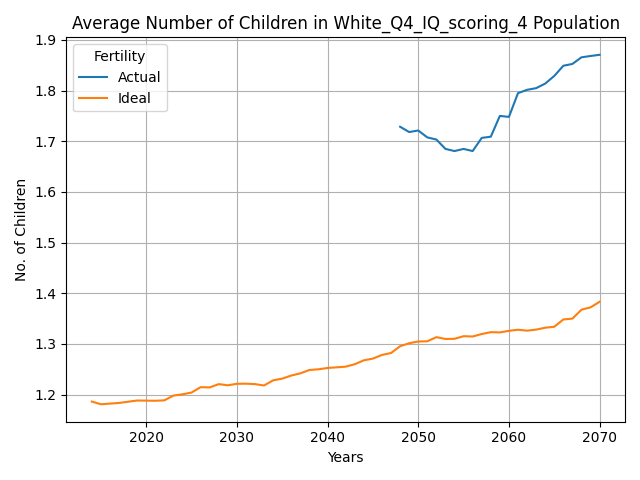 Average Number of Children in White_Q4_IQ_scoring_4 Population
Fertility
Actual
Ideal
No. of Children
1.9
1.8
1.7
1.6
1.5
1.4
1.3
1.2
2020 2030 2040 2050 2060 2070
Years